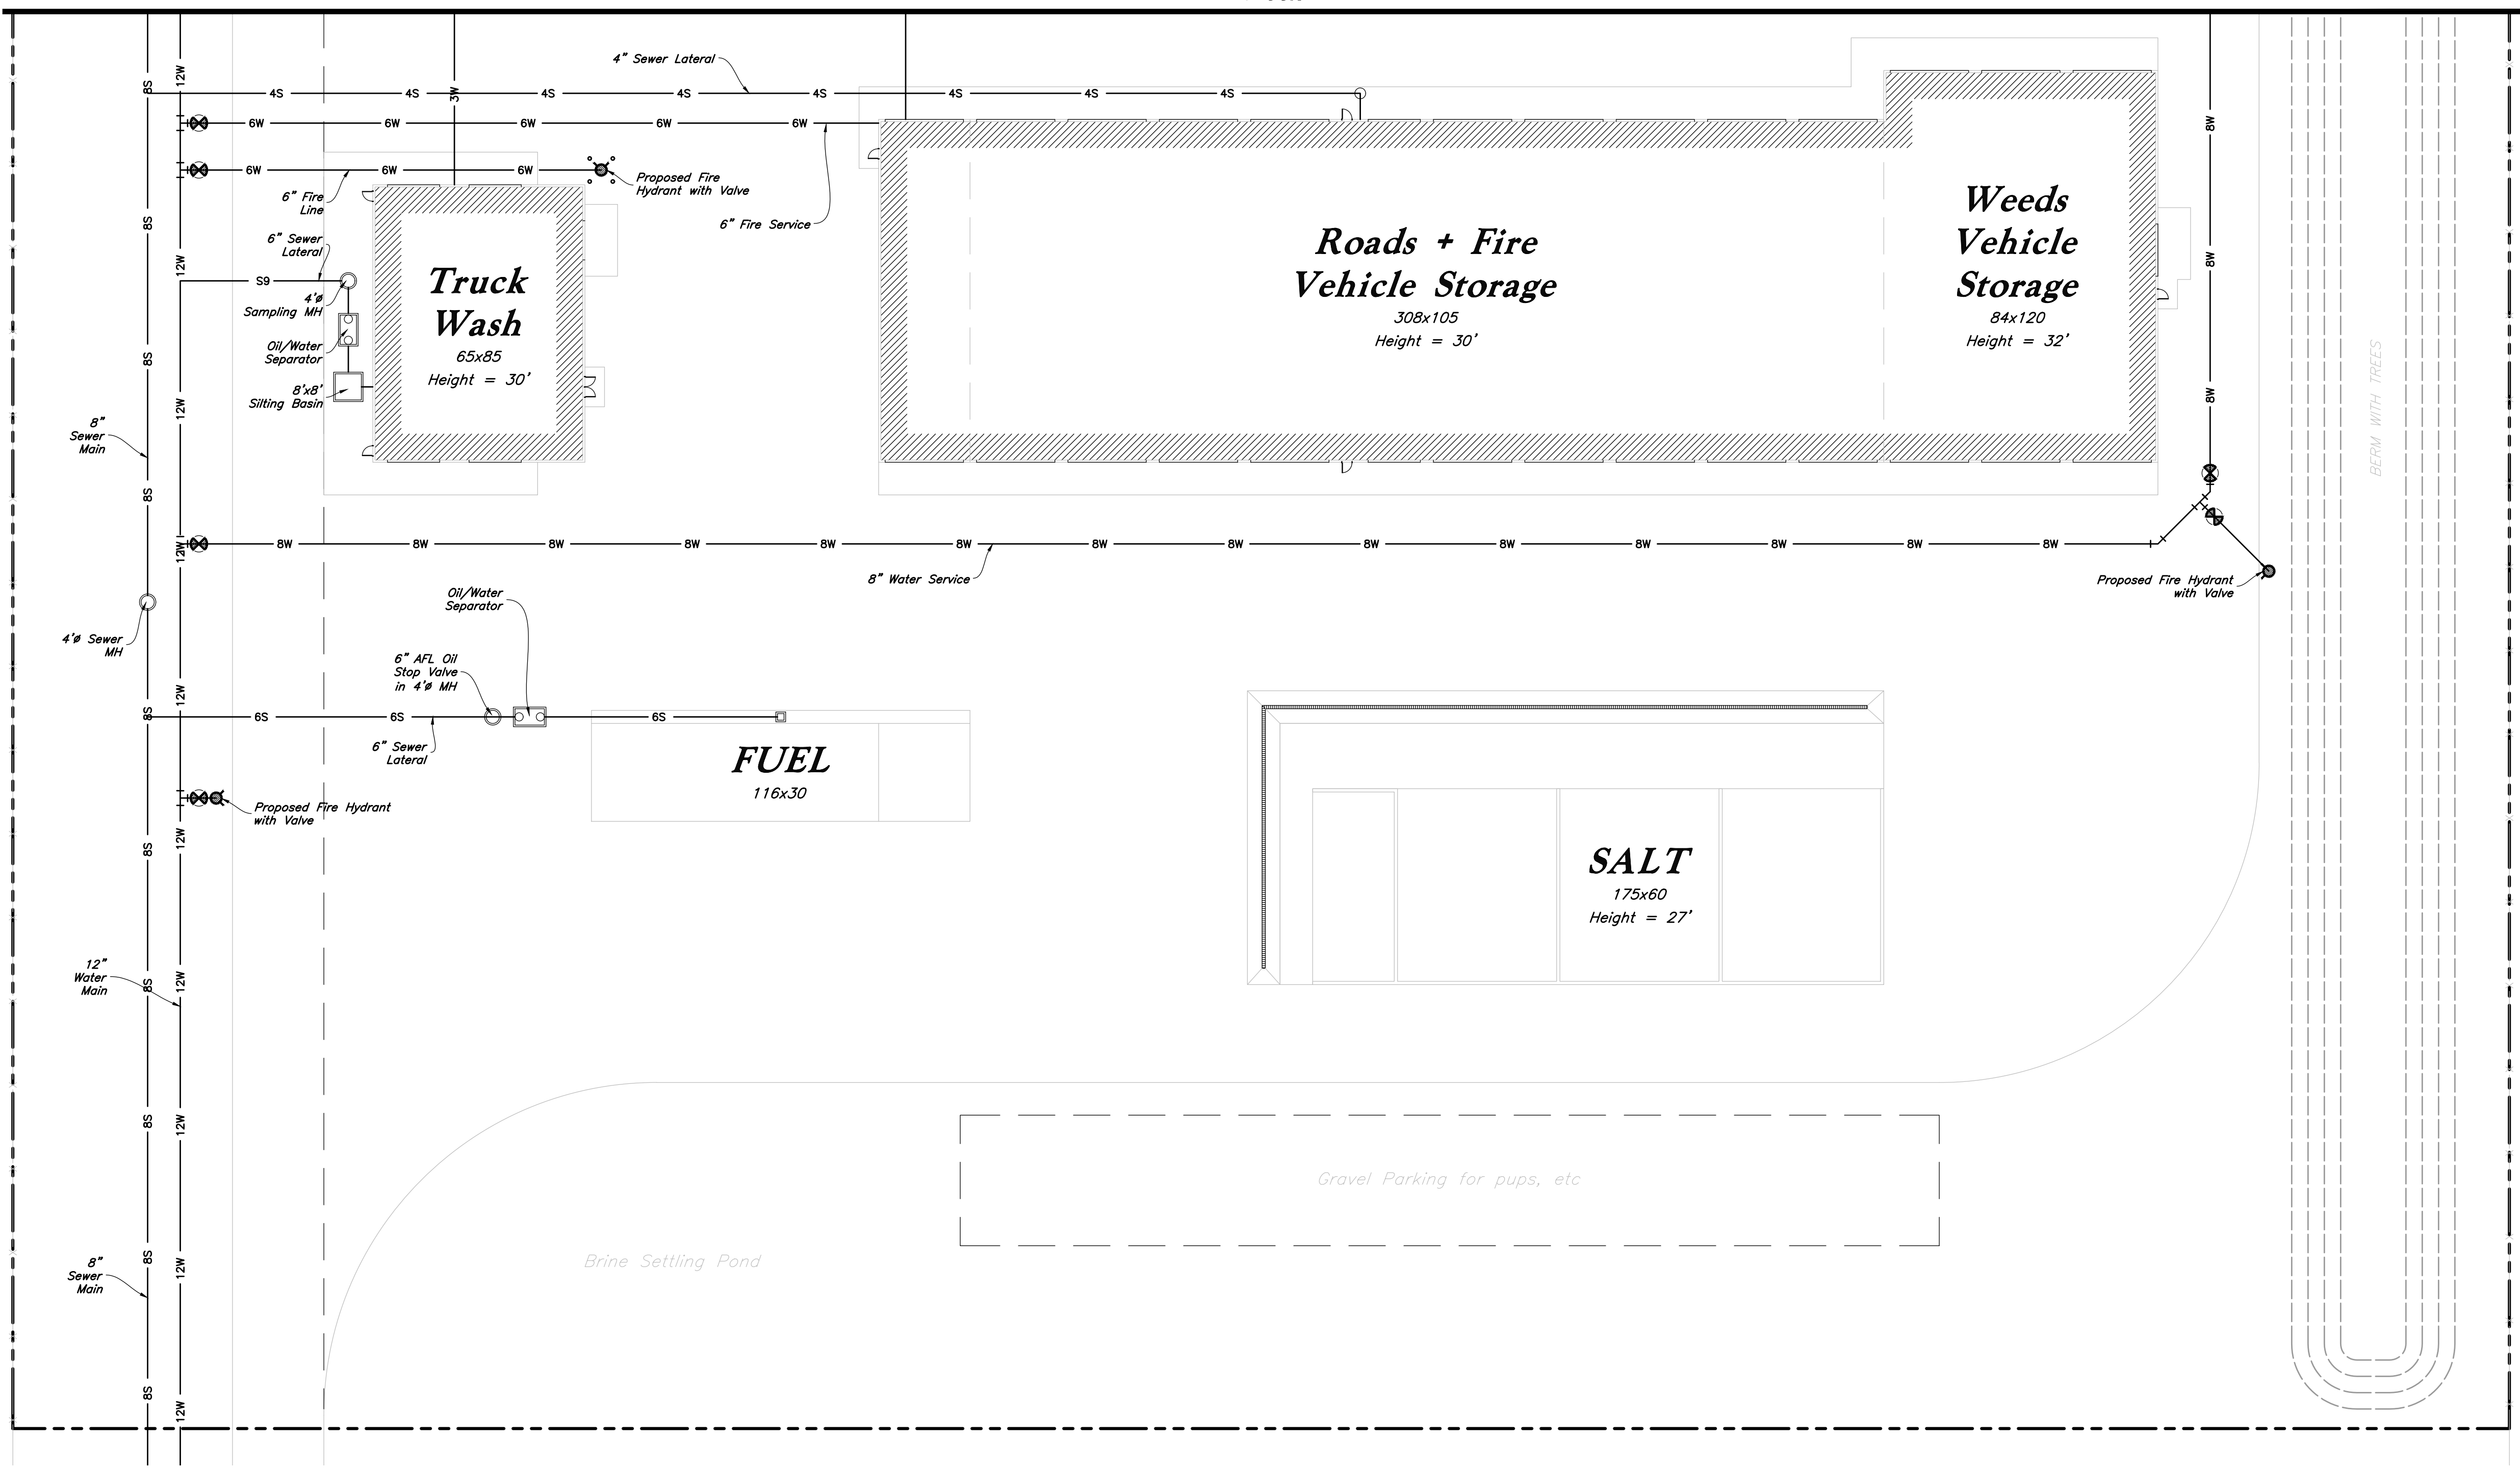 4" Sewer Lateral
8S
12W
3W
4S 4S 4S 4S 4S 4S 4S 4S
6W 6W 6W 6W 6W
6W 6W 6W
Proposed Fire
Hydrant with Valve
6" Fire
Line
6" Fire Service
8S
6" Sewer
Lateral
12W
S9
4'ø
Sampling MH
Oil/Water
Separator
8'x8'
Silting Basin
Truck
Wash
65x85
Height = 30'
Roads + Fire
Vehicle Storage
308x105
Height = 30'
Weeds
Vehicle
Storage
84x120
Height = 32'
8W
8W
8W
BERM WITH TREES
8S
12W
8"
Sewer
Main
8S
12W
8W 8W 8W 8W 8W 8W 8W 8W 8W 8W 8W 8W 8W 8W
8" Water Service
Proposed Fire Hydrant
with Valve
4'ø Sewer
MH
Oil/Water
Separator
6" AFL Oil
Stop Valve
in 4'ø MH
12W
8S
6S 6S 6S
6" Sewer
Lateral
FUEL
116x30
Proposed Fire Hydrant
with Valve
8S
12W
SALT
175x60
Height = 27'
12"
Water
Main
8S
12W
8S
12W
Gravel Parking for pups, etc
Brine Settling Pond
8"
Sewer
Main
8S
12W
8S
12W